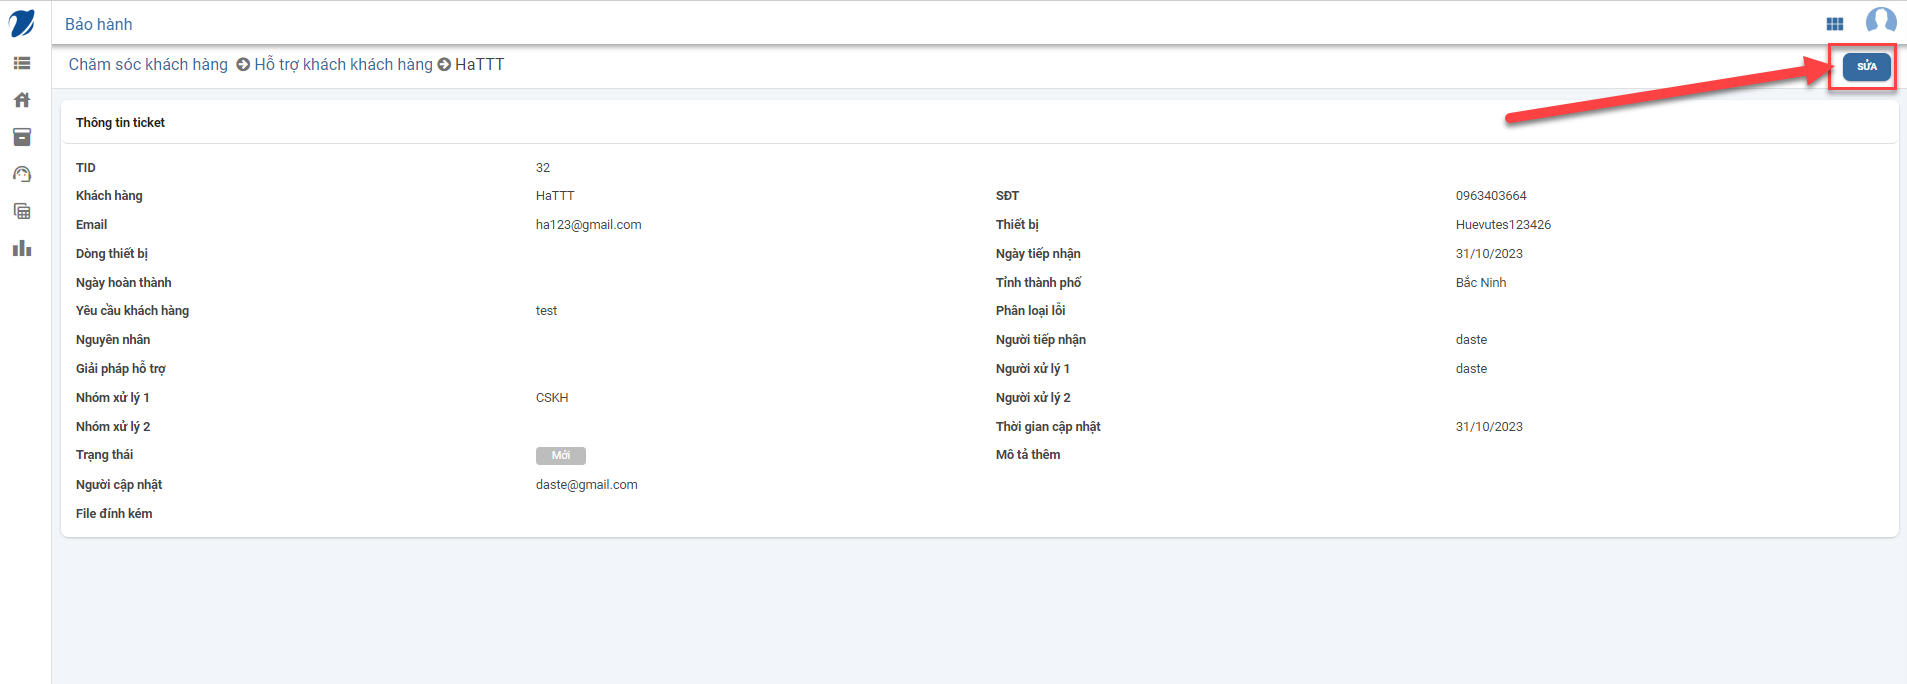 Bảo hành
Chăm sóc khách hàng Hỗ trợ khách khách hàng HaTTT
SỬA
Thông tin ticket
TID 32
Khách hàng HaTTT SĐT 0963403664
Email ha123@gmail.com Thiết bị Huevutes123426
Dòng thiết bị Ngày tiếp nhận 31/10/2023
Ngày hoàn thành Tỉnh thành phố Bắc Ninh
Yêu cầu khách hàng test Phân loại lỗi
Nguyên nhân Người tiếp nhận daste
Giải pháp hỗ trợ Người xử lý 1 daste
Nhóm xử lý 1 CSKH Người xử lý 2
Nhóm xử lý 2 Thời gian cập nhật 31/10/2023
Trạng thái Mới Mô tả thêm
Người cập nhật daste@gmail.com
File đính kém